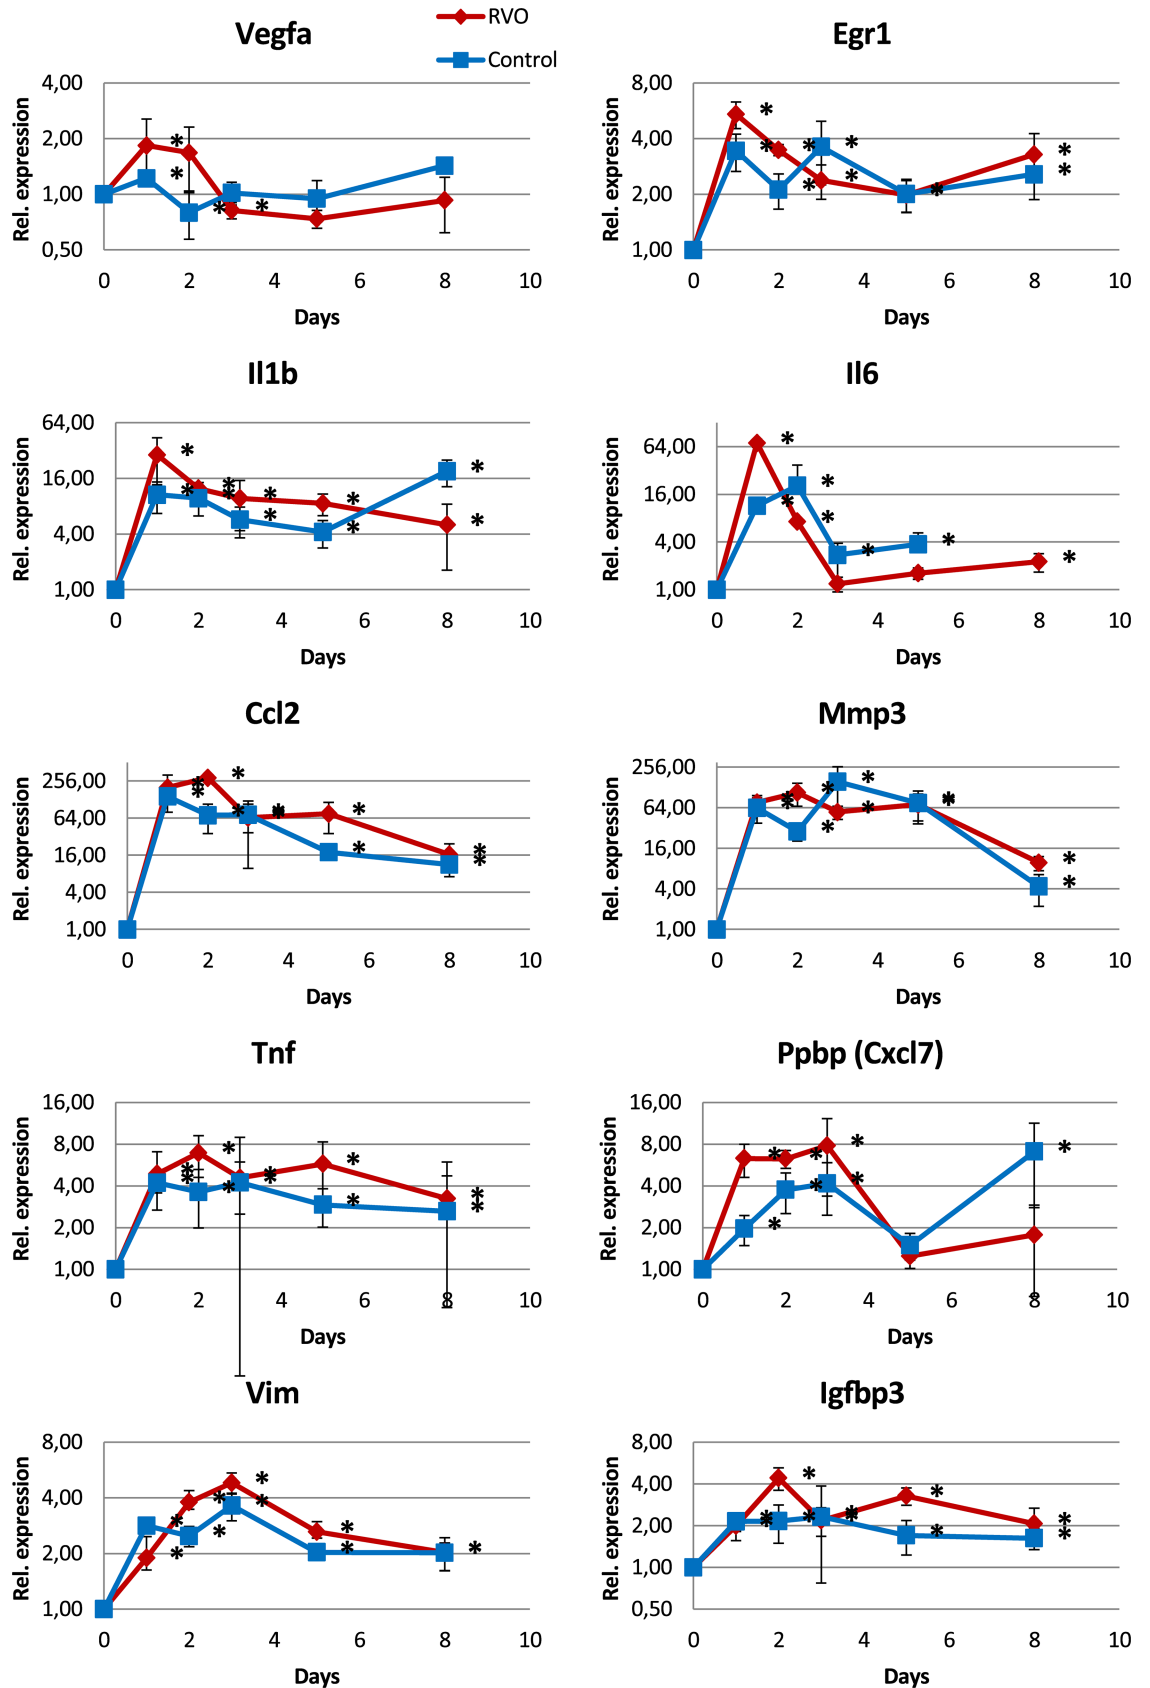 Vegfa
RVO
Control
Rel. expression
4,00
2,00
1,00
0,50
* * * *
0 2 4 6 8 10
Days
Egr1
Rel. expression
8,00
4,00
2,00
1,00
* * * * * * * * *
0 2 4 6 8 10
Days
Il1b
Rel. expression
64,00
16,00
4,00
1,00
* * * * * * * * * *
0 2 4 6 8 10
Days
Il6
Rel. expression
64,00
16,00
4,00
1,00
* * * * * * *
0 2 4 6 8 10
Days
Ccl2
Rel. expression
256,00
64,00
16,00
4,00
1,00
* * * * * * * * * *
0 2 4 6 8 10
Days
Mmp3
Rel. expression
256,00
64,00
16,00
4,00
1,00
* * * * * * * * * *
0 2 4 6 8 10
Days
Tnf
Rel. expression
16,00
8,00
4,00
2,00
1,00
* * * * * * * * * *
0 2 4 6 8 10
Days
Ppbp (Cxcl7)
Rel. expression
16,00
8,00
4,00
2,00
1,00
* * * * * * *
0 2 4 6 8 10
Days
Vim
Rel. expression
8,00
4,00
2,00
1,00
* * * * * * * * *
0 2 4 6 8 10
Days
Igfbp3
Rel. expression
8,00
4,00
2,00
1,00
0,50
* * * * * * * * * *
0 2 4 6 8 10
Days